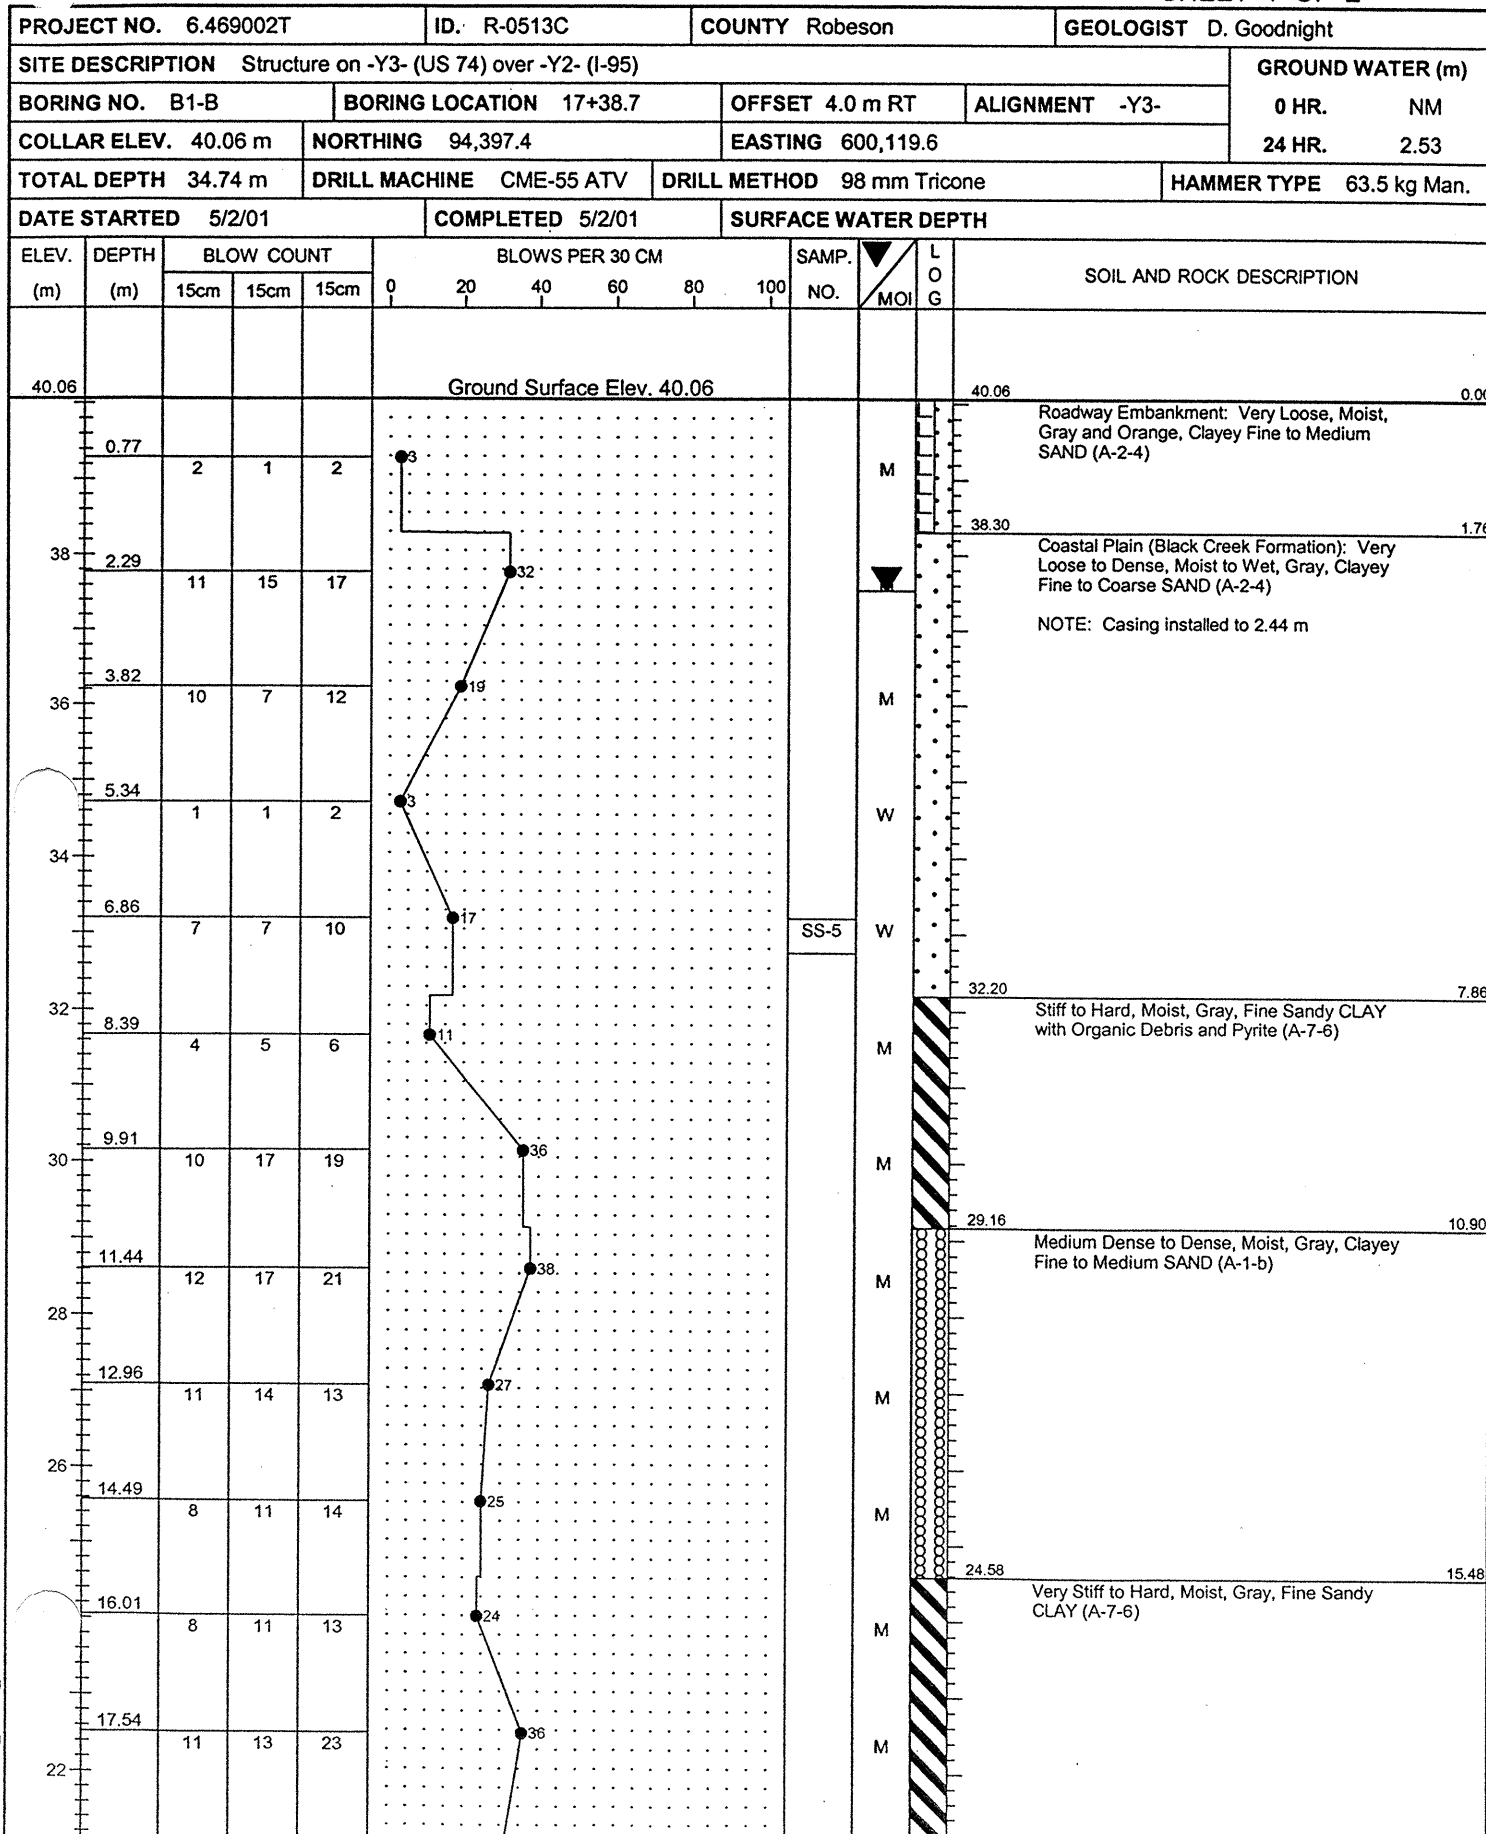 PROJECT NO. 6.469002T ID. R-0513C COUNTY Robeson GEOLOGIST D. Goodnight
SITE DESCRIPTION Structure on -Y3- (US 74) over -Y2- (I-95) GROUND WATER (m)
BORING NO. B1-B BORING LOCATION 17+38.7 OFFSET 4.0 m RT ALIGNMENT -Y3- 0 HR. NM
COLLAR ELEV. 40.06 m NORTHING 94,397.4 EASTING 600,119.6 24 HR. 2.53
TOTAL DEPTH 34.74 m DRILL MACHINE CME-55 ATV DRILL METHOD 98 mm Tricone HAMMER TYPE 63.5 kg Man.
DATE STARTED 5/2/01 COMPLETED 5/2/01 SURFACE WATER DEPTH
ELEV. DEPTH BLOW COUNT BLOWS PER 30 CM SAMP. L
O
SOIL AND ROCK DESCRIPTION
(m) (m) 15cm 15cm 15cm 0 20 40 60 80 100 NO. MOI G
40.06 Ground Surface Elev. 40.06 40.06 0.00
Roadway Embankment: Very Loose, Moist,
Gray and Orange, Clayey Fine to Medium
SAND (A-2-4)
0.77 3
2 1 2 M
38.30 1.76
Coastal Plain (Black Creek Formation): Very
38
2.29 Loose to Dense, Moist to Wet, Gray, Clayey
32
11 15 17 Fine to Coarse SAND (A-2-4)
NOTE: Casing installed to 2.44 m
3.82 19
10 7 12 M
36
5.34 3
1 1 2 W
34
6.86 17
7 7 10 SS-5 W
32.20 7.86
32 Stiff to Hard, Moist, Gray, Fine Sandy CLAY
with Organic Debris and Pyrite (A-7-6)
8.39 11
4 5 6 M
9.91 36
30 10 17 19 M
29.16 10.90
Medium Dense to Dense, Moist, Gray, Clayey
Fine to Medium SAND (A-1-b)
11.44 38
12 17 21 M
28
12.96 27
11 14 13 M
26
14.49 25
8 11 14 M
24.58 15.48
Very Stiff to Hard, Moist, Gray, Fine Sandy
CLAY (A-7-6)
16.01 24
8 11 13 M
17.54 36
11 13 23 M
22